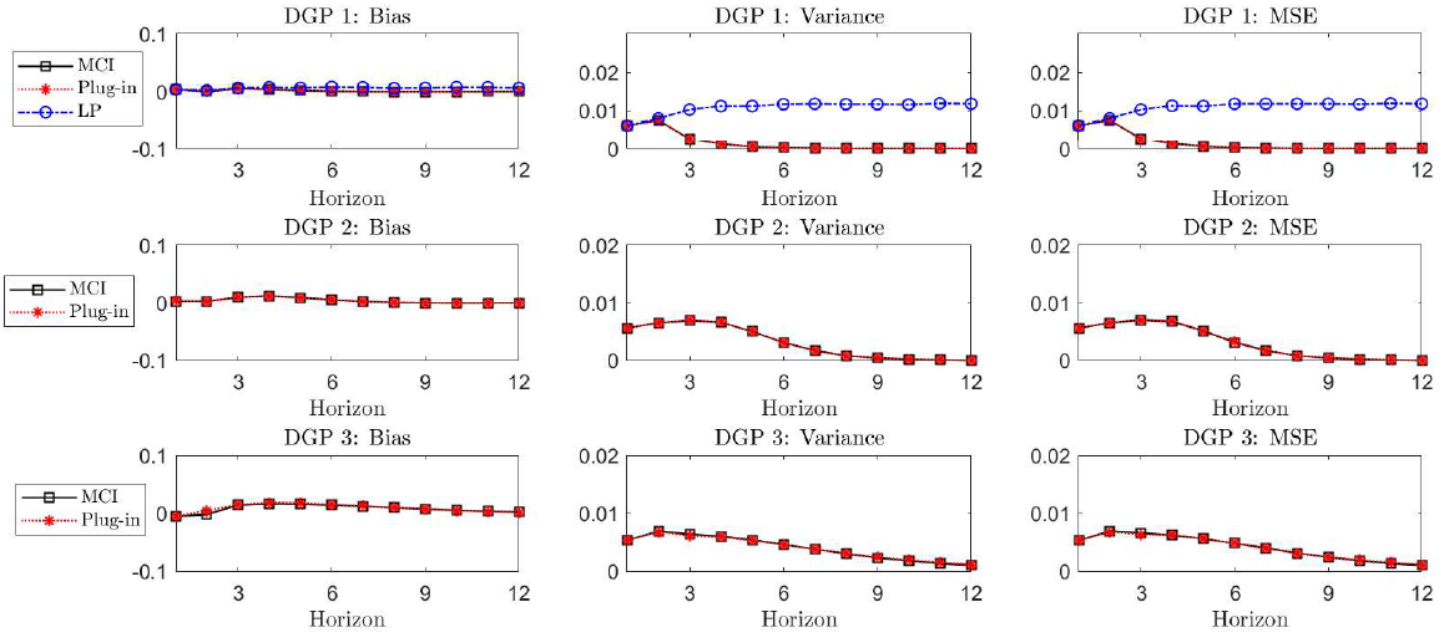 DGP 1: Bias
DGP 1: Variance
DGP 1: MSE
0.1
0
-0.1
MCI
Plug-in
LP
3 6 9 12
Horizon
0.02
0.01
0
3 6 9 12
Horizon
0.02
0.01
0
3 6 9 12
Horizon
DGP 2: Bias
DGP 2: Variance
DGP 2: MSE
0.1
0
-0.1
MCI
Plug-in
3 6 9 12
Horizon
0.02
0.01
0
3 6 9 12
Horizon
0.02
0.01
0
3 6 9 12
Horizon
DGP 3: Bias
DGP 3: Variance
DGP 3: MSE
0.1
0
-0.1
MCI
Plug-in
3 6 9 12
Horizon
0.02
0.01
0
3 6 9 12
Horizon
0.02
0.01
0
3 6 9 12
Horizon